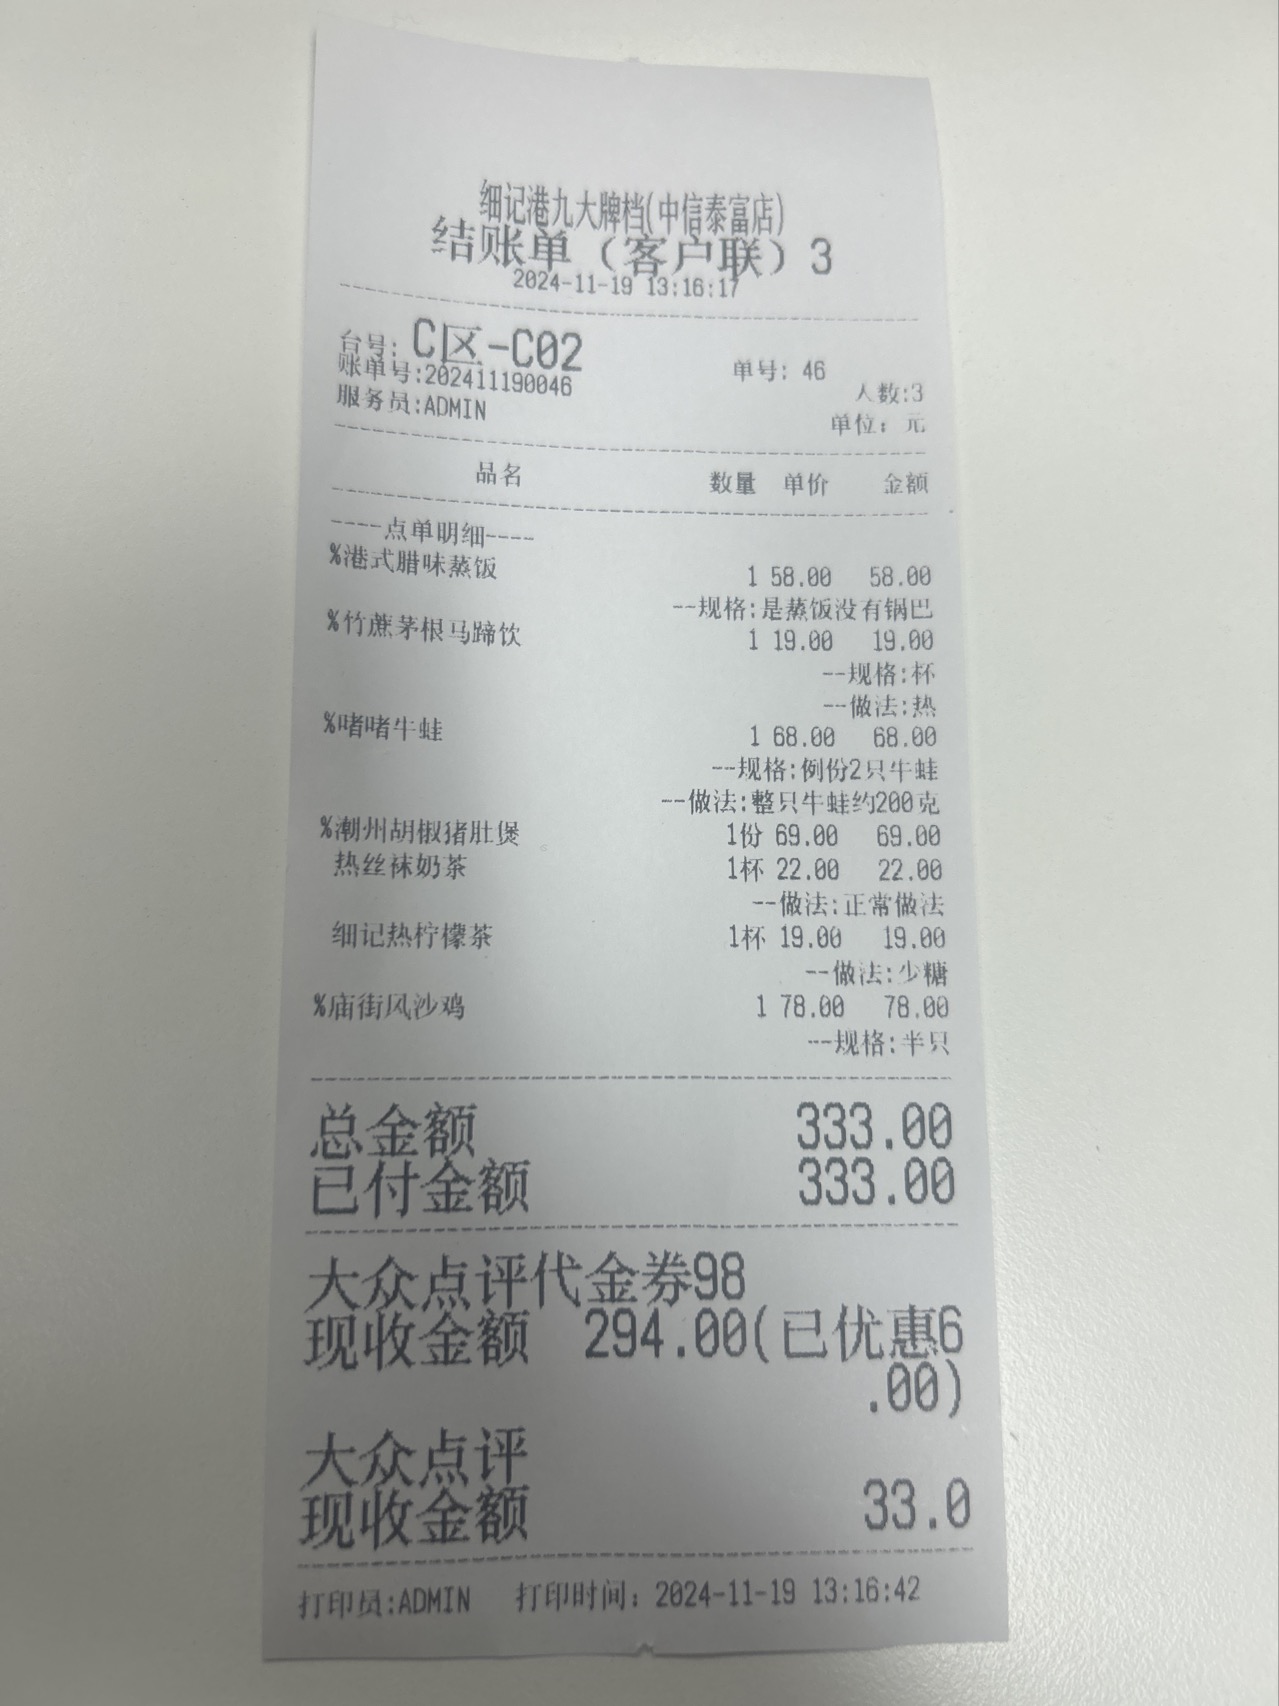 细记港九大牌档(中信泰富店)
结账单（客户联）3
2024-11-19 13:16:17
台号: C区-C02 单号: 46
账单号:202411190046 人数:3
服务员:ADMIN 单位: 元
品名 数量 单价 金额
----点单明细----
%港式腊味蒸饭 1 58.00 58.00
--规格:是蒸饭没有锅巴
%竹蔗茅根马蹄饮 1 19.00 19.00
--规格:杯
--做法:热
%啫啫牛蛙 1 68.00 68.00
--规格:例份2只牛蛙
--做法:整只牛蛙约200克
%潮州胡椒猪肚煲 1份 69.00 69.00
热丝袜奶茶 1杯 22.00 22.00
--做法:正常做法
细记热柠檬茶 1杯 19.00 19.00
--做法:少糖
%庙街风沙鸡 1 78.00 78.00
--规格:半只
总金额 333.00
已付金额 333.00
大众点评代金券98
现收金额 294.00(已优惠6
.00)
大众点评
现收金额 33.0
打印员:ADMIN 打印时间: 2024-11-19 13:16:42